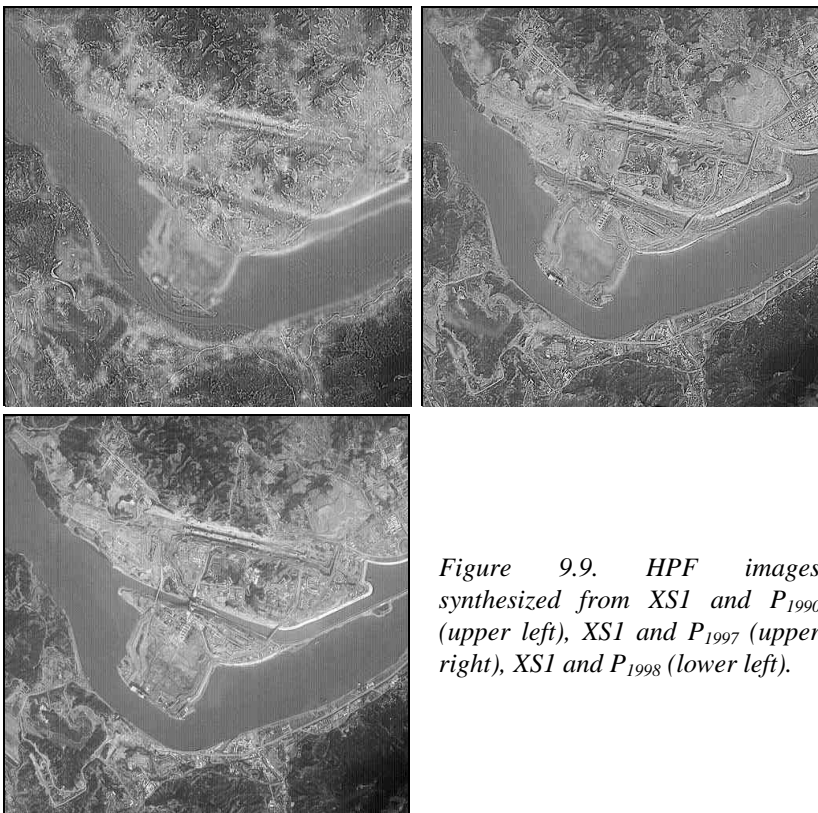 Figure 9.9. HPF images
synthesized from XS1 and P1990
(upper left), XS1 and P1997 (upper
right), XS1 and P1998 (lower left).